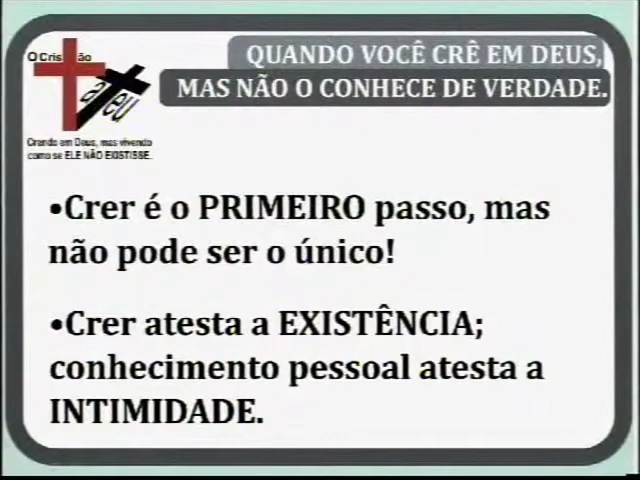 O Cristão
ateu
Crendo em Deus, mas vivendo
como se ELE NÃO EXISTISSE.
QUANDO VOCÊ CRÊ EM DEUS,
MAS NÃO O CONHECE DE VERDADE.
•Crer é o PRIMEIRO passo, mas
não pode ser o único!
•Crer atesta a EXISTÊNCIA;
conhecimento pessoal atesta a
INTIMIDADE.